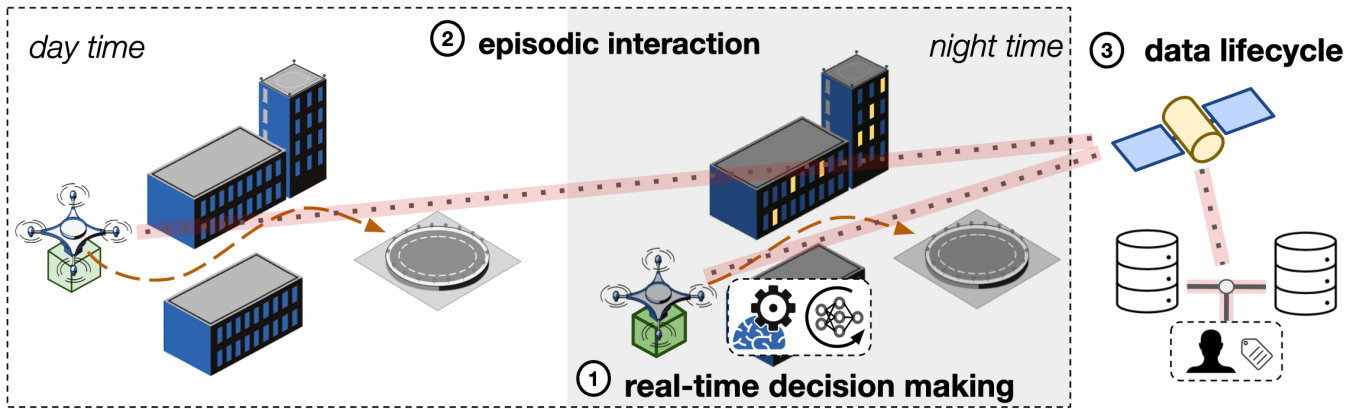 day time
② episodic interaction
night time
③ data lifecycle
① real-time decision making